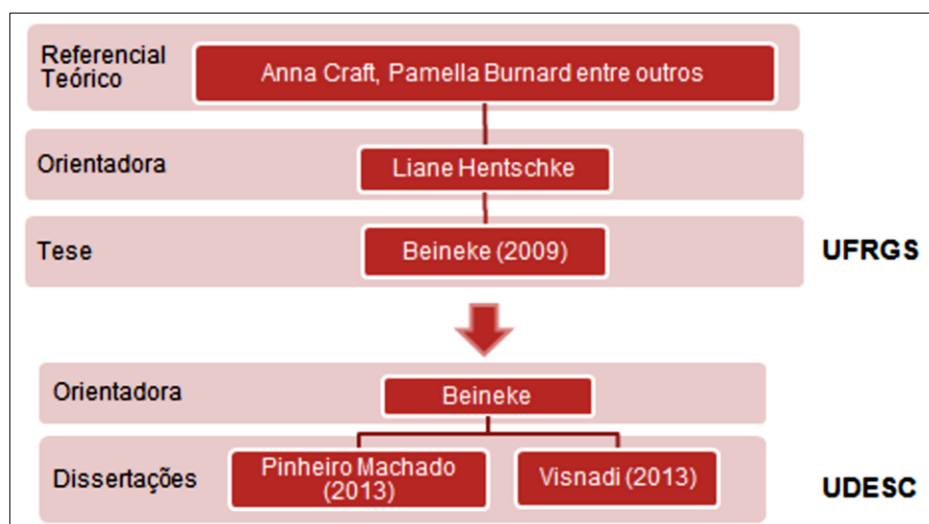 Referencial
Teórico
Anna Craft, Pamella Burnard entre outros
Orientadora
Liane Hentschke
Tese
Beineke (2009)
UFRGS
Orientadora
Beineke
Dissertações
Pinheiro Machado
(2013)
Visnadi (2013)
UDESC